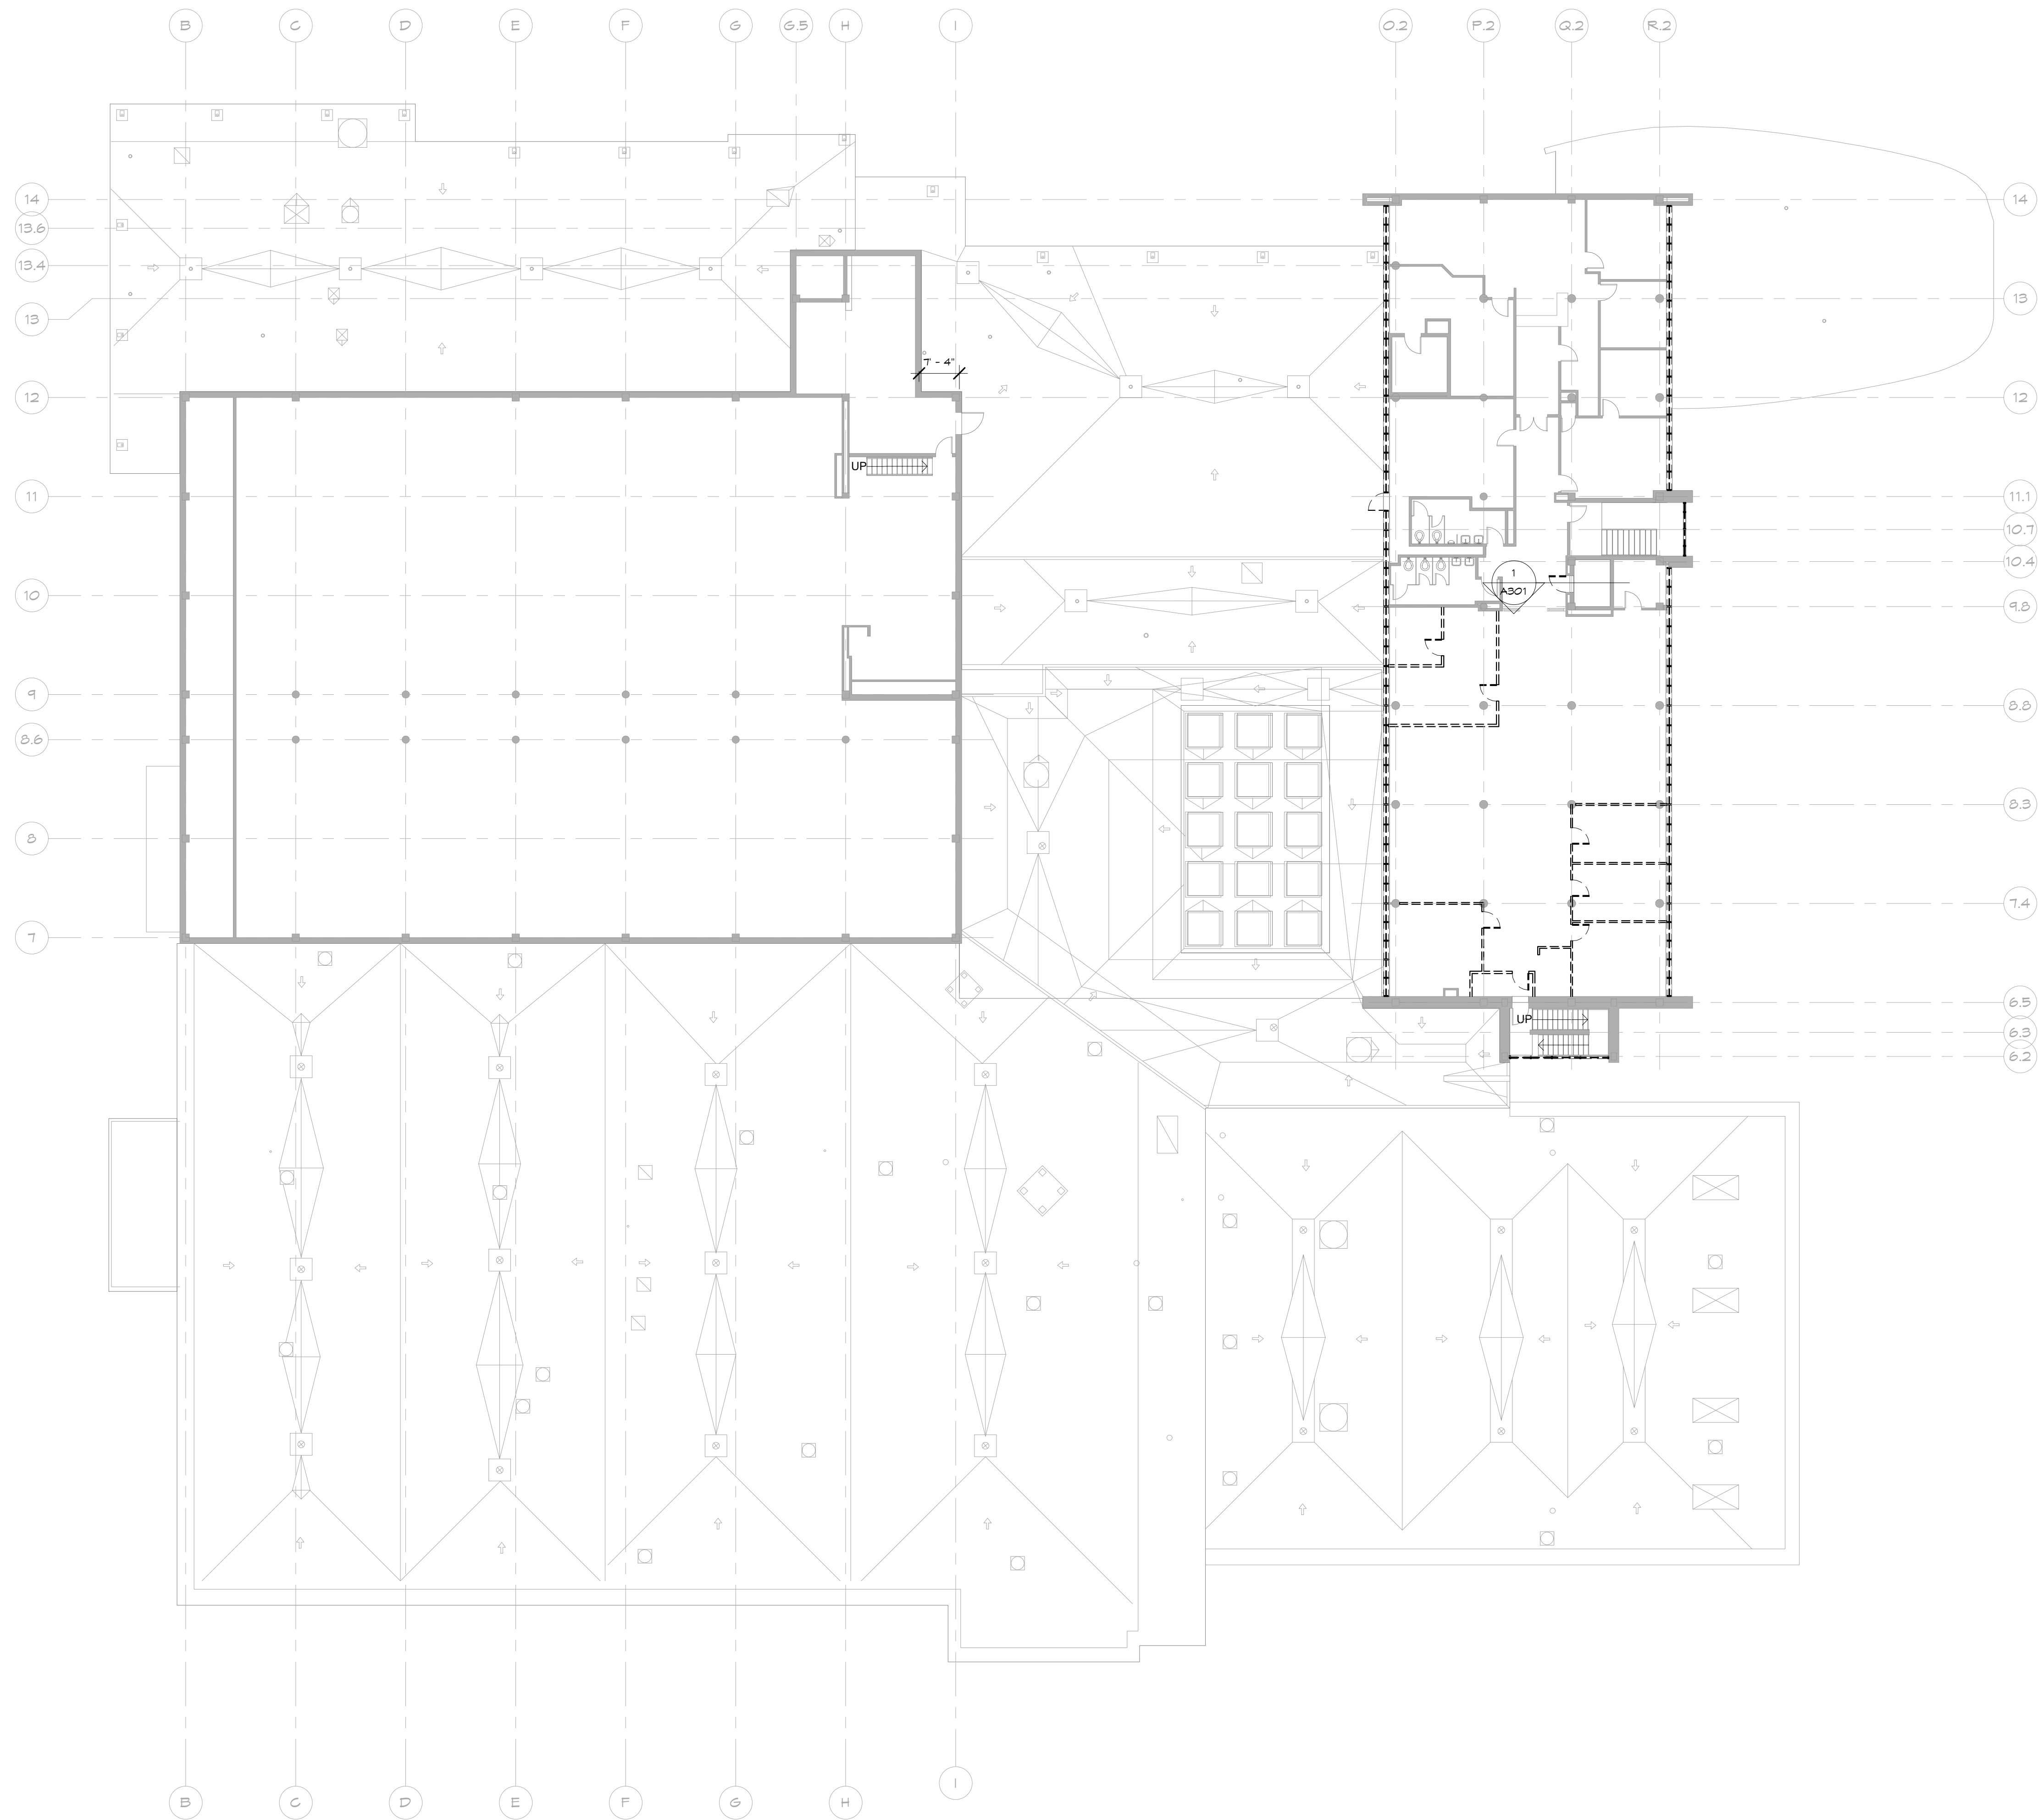 B C D E F G G.5 H I O.2 P.2 Q.2 R.2
14 14
13.6
13.4
13 13
7' - 4"
12 12
UP
11 11.1
10.7
10.4
1
A301
10 9.8
9 8.8
8.6
8.3
8
7.4
7
6.5
UP
6.3
6.2
I
B C D E F G H